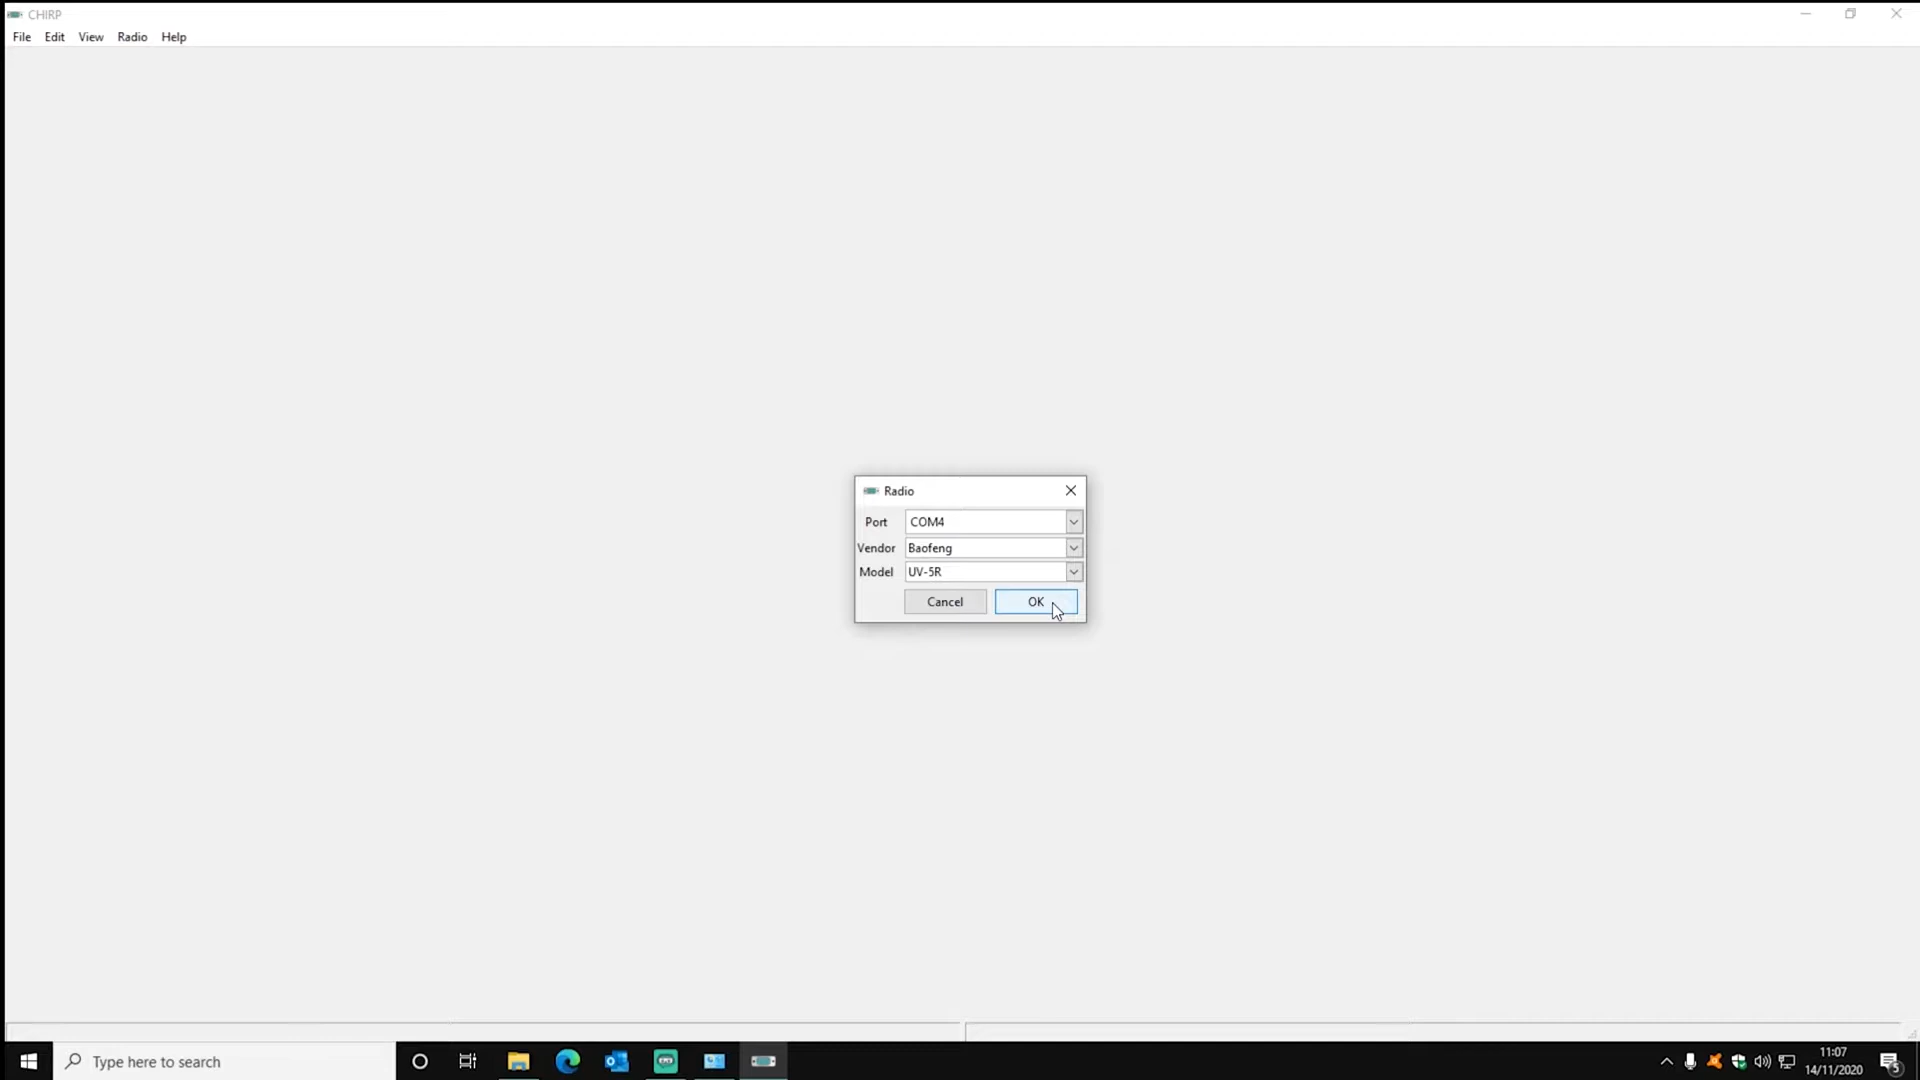 CHIRP
File Edit View Radio Help
Radio
Port COM4
Vendor Baofeng
Model UV-5R
Cancel OK
Type here to search
11:07
14/11/2020
5